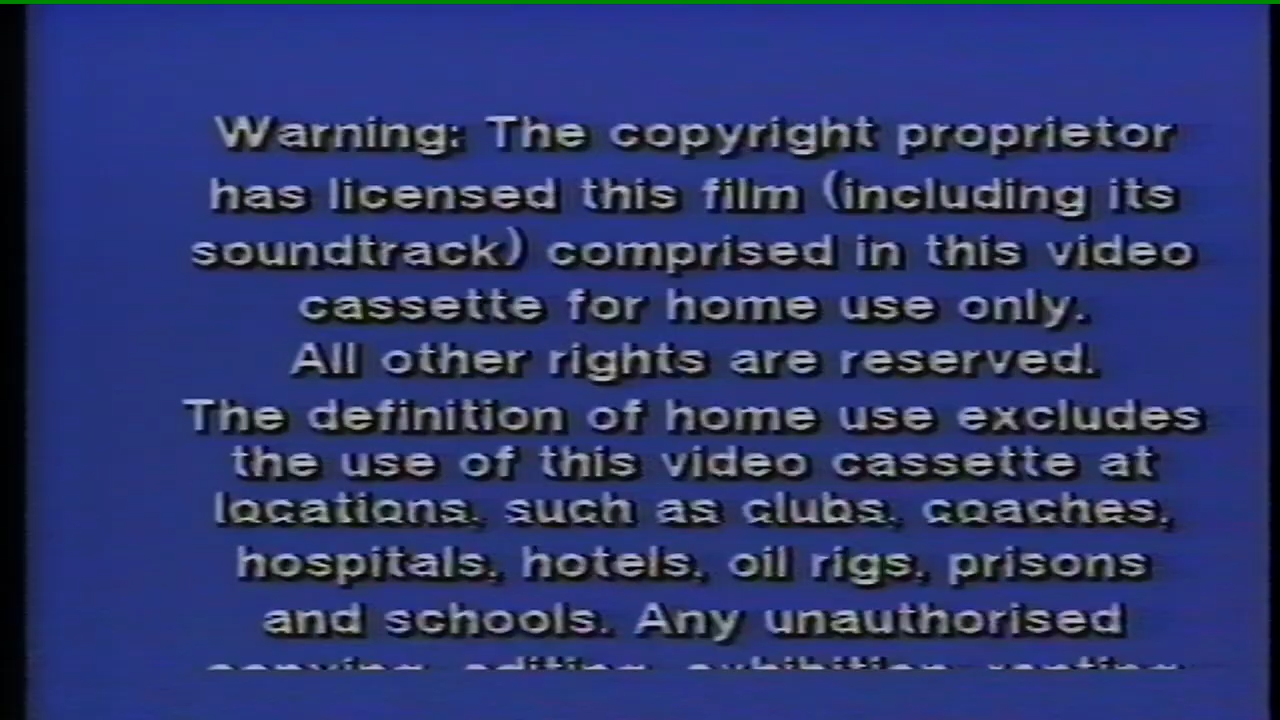 Warning: The copyright proprietor
has licensed this film (including its
soundtrack) comprised in this video
cassette for home use only.
All other rights are reserved.
The definition of home use excludes
the use of this video cassette at
locations, such as clubs, coaches,
hospitals, hotels, oil rigs, prisons
and schools. Any unauthorised